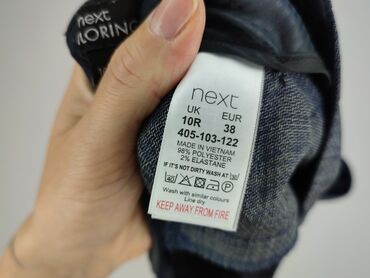 next
next
UK EUR
10R 38
405-103-122
MADE IN VIETNAM
98% POLYESTER
2% ELASTANE
IF IT'S NOT DIRTY WASH AT 30
Wash with similar colours
Line dry
KEEP AWAY FROM FIRE